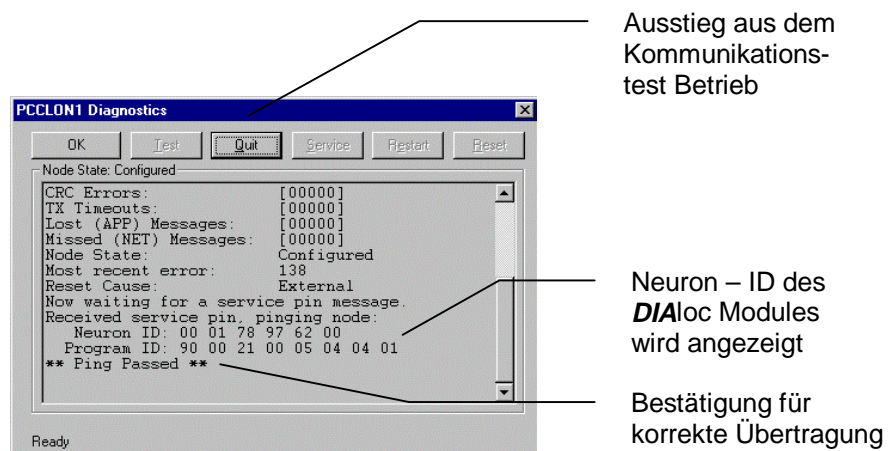 Ausstieg aus dem
Kommunikations-
test Betrieb
PCCLON1 Diagnostics
OK Test Quit Service Restart Reset
Node State: Configured
CRC Errors: [00000]
TX Timeouts: [00000]
Lost (APP) Messages: [00000]
Missed (NET) Messages: [00000]
Node State: Configured
Most recent error: 138
Reset Cause: External
Now waiting for a service pin message.
Received service pin, pinging node:
Neuron ID: 00 01 78 97 62 00
Program ID: 90 00 21 00 05 04 04 01
** Ping Passed **
Ready
Neuron – ID des
DIAloc Modules
wird angezeigt
Bestätigung für
korrekte Übertragung